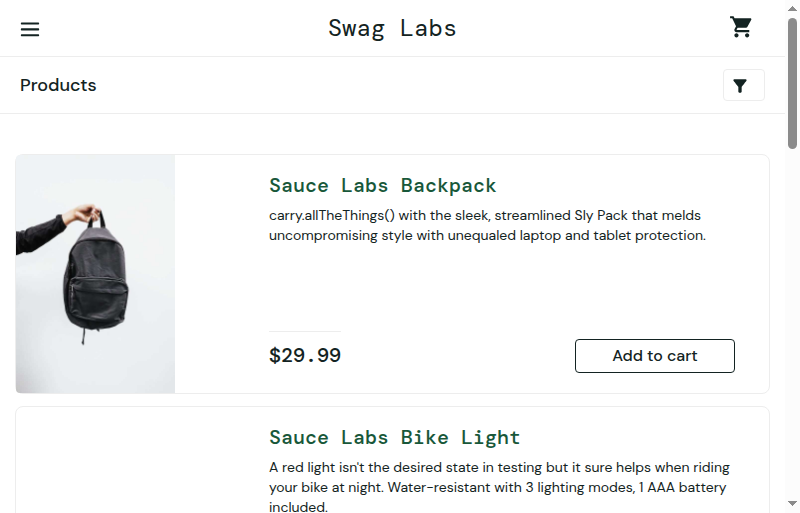 Swag Labs
Products
Sauce Labs Backpack
carry.allTheThings() with the sleek, streamlined Sly Pack that melds
uncompromising style with unequaled laptop and tablet protection.
$29.99
Add to cart
Sauce Labs Bike Light
A red light isn't the desired state in testing but it sure helps when riding
your bike at night. Water-resistant with 3 lighting modes, 1 AAA battery
included.